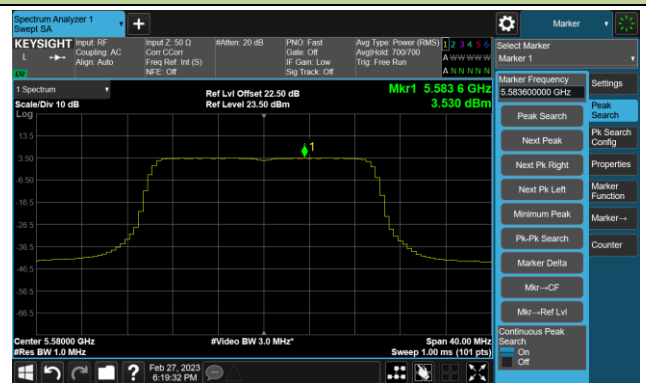 Spectrum Analyzer 1
Swept SA
Marker
KEYSIGHT
L
Input: RF
Coupling: AC
Align: Auto
Input Z: 50 Ω
Corr CCorr
Freq Ref: Int (S)
NFE: Off
#Atten: 20 dB
PNO: Fast
Gate: Off
IF Gain: Low
Sig Track: Off
Avg Type: Power (RMS)
Avg|Hold: 700/700
Trig: Free Run
1 2 3 4 5 6
A W W W W W
A N N N N N
Select Marker
Marker 1
1 Spectrum
Scale/Div 10 dB
Log
Ref Lvl Offset 22.50 dB
Ref Level 23.50 dBm
Mkr1 5.583 6 GHz
3.530 dBm
1
13.5
3.50
-6.50
-16.5
-26.5
-36.5
-46.5
-56.5
-66.5
Center 5.58000 GHz
#Res BW 1.0 MHz
#Video BW 3.0 MHz*
Span 40.00 MHz
Sweep 1.00 ms (101 pts)
Marker Frequency
5.583600000 GHz
Peak Search
Next Peak
Next Pk Right
Next Pk Left
Minimum Peak
Pk-Pk Search
Marker Delta
Mkr→CF
Mkr→Ref Lvl
Continuous Peak
Search
On
Off
Settings
Peak
Search
Pk Search
Config
Properties
Marker
Function
Marker→
Counter
Feb 27, 2023
6:19:32 PM